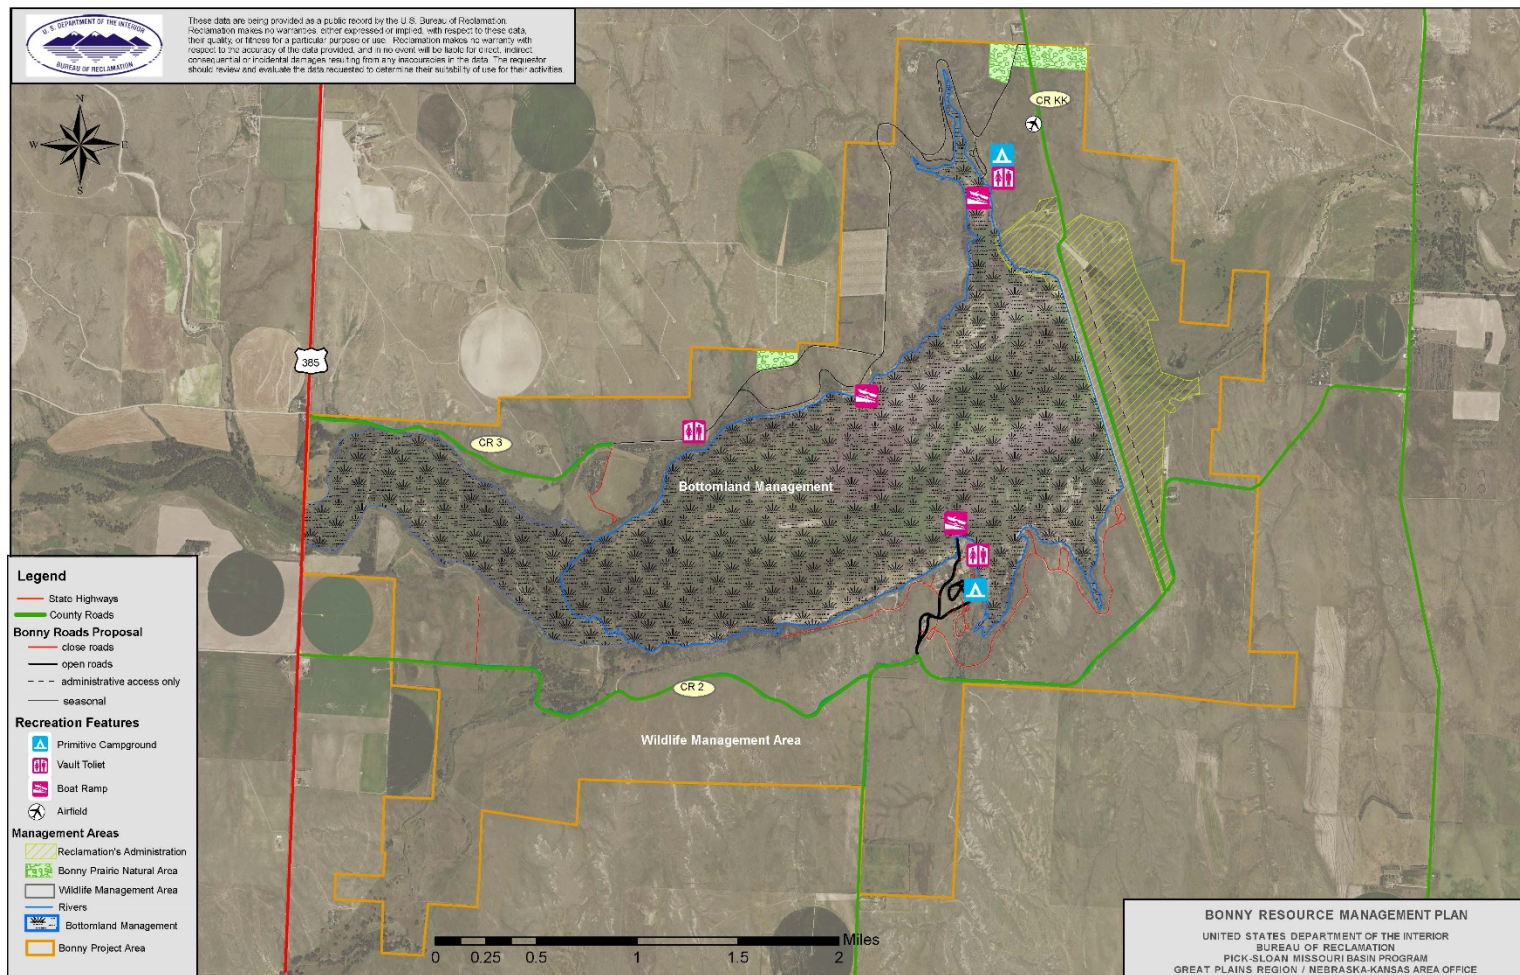 U. S. DEPARTMENT OF THE INTERIOR
BUREAU OF RECLAMATION
These data are being provided as a public record by the U.S. Bureau of Reclamation.
Reclamation makes no warranties, either expressed or implied, with respect to these data,
their quality, or fitness for a particular purpose or use. Reclamation makes no warranty with
respect to the accuracy of the data provided, and in no event will be liable for direct, indirect,
consequential or incidental damages resulting from any inaccuracies in the data. The requestor
should review and evaluate the data requested to determine their suitability of use for their activities.
N
W
E
S
CR KK
385
CR 3
Bottomland Management
CR 2
Wildlife Management Area
Legend
State Highways
County Roads
Bonny Roads Proposal
close roads
open roads
administrative access only
seasonal
Recreation Features
Primitive Campground
Vault Toliet
Boat Ramp
Airfield
Management Areas
Reclamation's Administration
Bonny Prairie Natural Area
Wildlife Management Area
Rivers
Bottomland Management
Bonny Project Area
Miles
0 0.25 0.5 1 1.5 2
BONNY RESOURCE MANAGEMENT PLAN
UNITED STATES DEPARTMENT OF THE INTERIOR
BUREAU OF RECLAMATION
PICK-SLOAN MISSOURI BASIN PROGRAM
GREAT PLAINS REGION / NEBRASKA-KANSAS AREA OFFICE